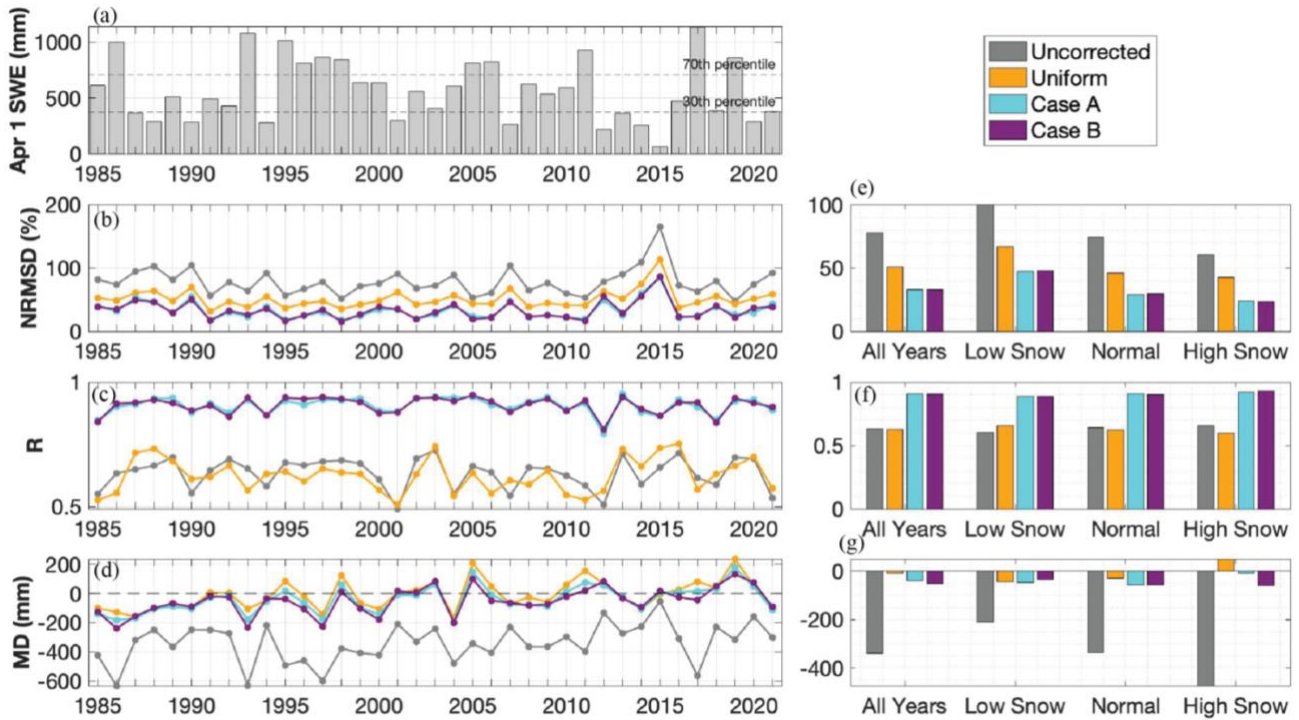 (a)
Apr 1 SWE (mm)
1000
500
0
70th percentile
30th percentile
1985 1990 1995 2000 2005 2010 2015 2020
Uncorrected
Uniform
Case A
Case B
(b)
NRMSD (%)
200
100
0
1985 1990 1995 2000 2005 2010 2015 2020
(e)
100
50
0
All Years Low Snow Normal High Snow
(c)
R
1
0.5
1985 1990 1995 2000 2005 2010 2015 2020
(f)
1
0.5
0
All Years Low Snow Normal High Snow
(d)
MD (mm)
200
0
-200
-400
-600
1985 1990 1995 2000 2005 2010 2015 2020
(g)
0
-200
-400
All Years Low Snow Normal High Snow